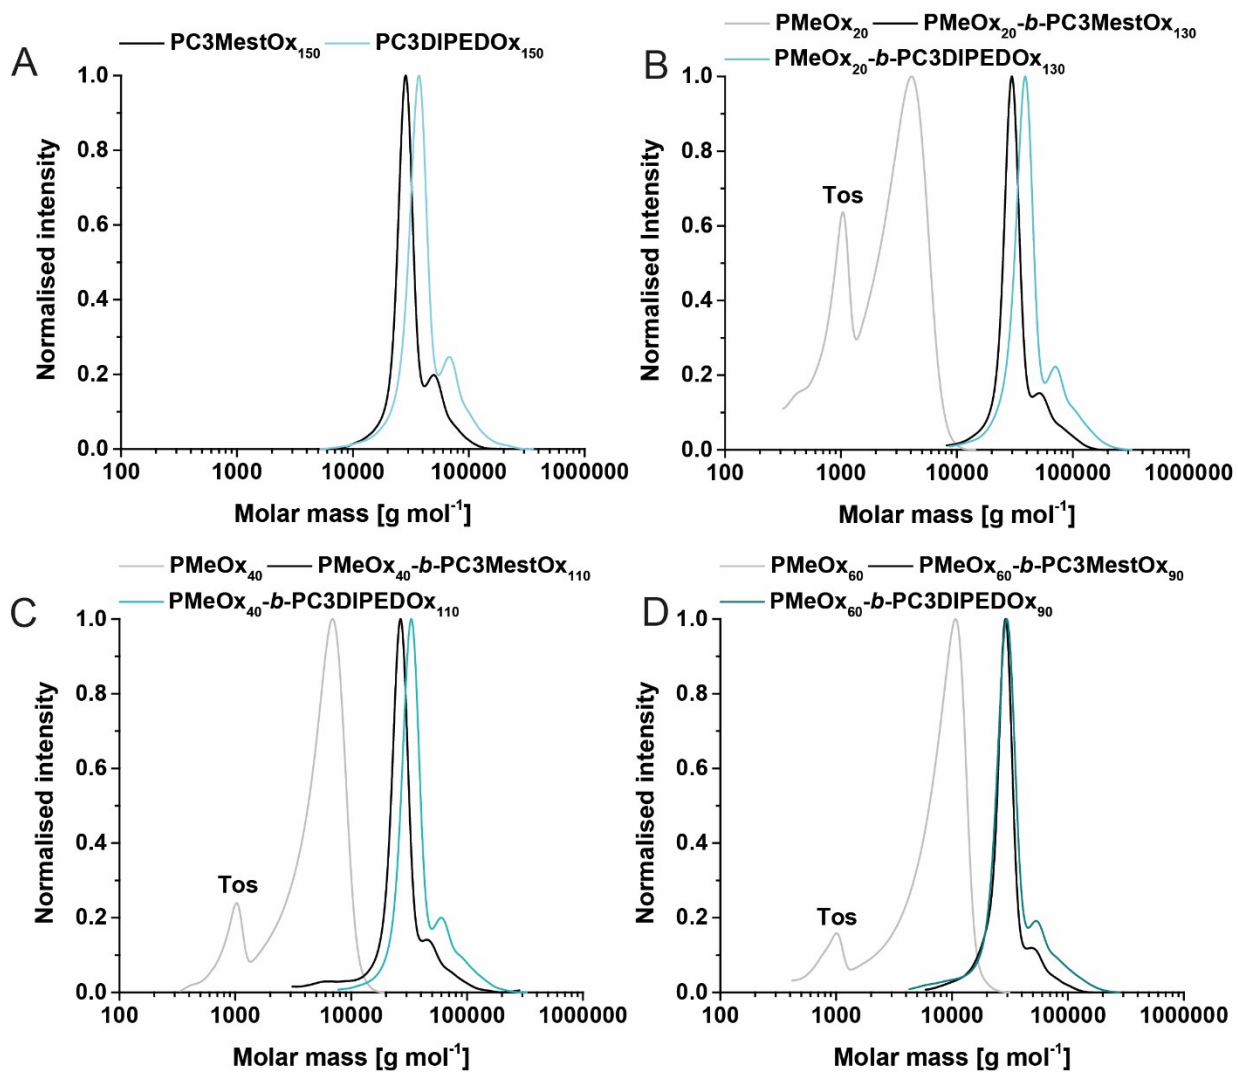 A
PC3MestOx₁₅₀ PC3DIPEDOx₁₅₀
1.0
0.8
0.6
0.4
0.2
0.0
Normalised intensity
100 1000 10000 100000 1000000
Molar mass [g mol⁻¹]
B
PMeOx₂₀ PMeOx₂₀-b-PC3MestOx₁₃₀
PMeOx₂₀-b-PC3DIPEDOx₁₃₀
1.0
0.8
0.6
0.4
0.2
0.0
Normalised Intensity
Tos
100 1000 10000 100000 1000000
Molar mass [g mol⁻¹]
C
PMeOx₄₀ PMeOx₄₀-b-PC3MestOx₁₁₀
PMeOx₄₀-b-PC3DIPEDOx₁₁₀
1.0
0.8
0.6
0.4
0.2
0.0
Normalised intensity
Tos
100 1000 10000 100000 1000000
Molar mass [g mol⁻¹]
D
PMeOx₆₀ PMeOx₆₀-b-PC3MestOx₉₀
PMeOx₆₀-b-PC3DIPEDOx₉₀
1.0
0.8
0.6
0.4
0.2
0.0
Normalised intensity
Tos
100 1000 10000 100000 1000000
Molar mass [g mol⁻¹]